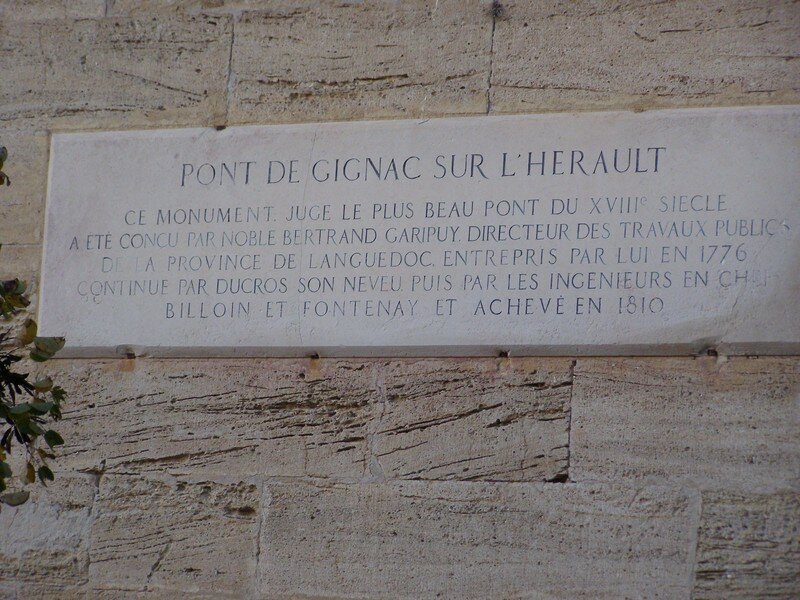 PONT DE GIGNAC SUR L'HERAULT
CE MONUMENT. JUGE LE PLUS BEAU PONT DU XVIIIᵉ SIECLE
A ETÉ CONCU PAR NOBLE BERTRAND GARIPUY. DIRECTEUR DES TRAVAUX PUBLICS
DE LA PROVINCE DE LANGUEDOC. ENTREPRIS PAR LUI EN 1776
CONTINUE PAR DUCROS SON NEVEU. PUIS PAR LES INGENIEURS EN CHEF
BILLOIN ET FONTENAY ET ACHEVÉ EN 1810